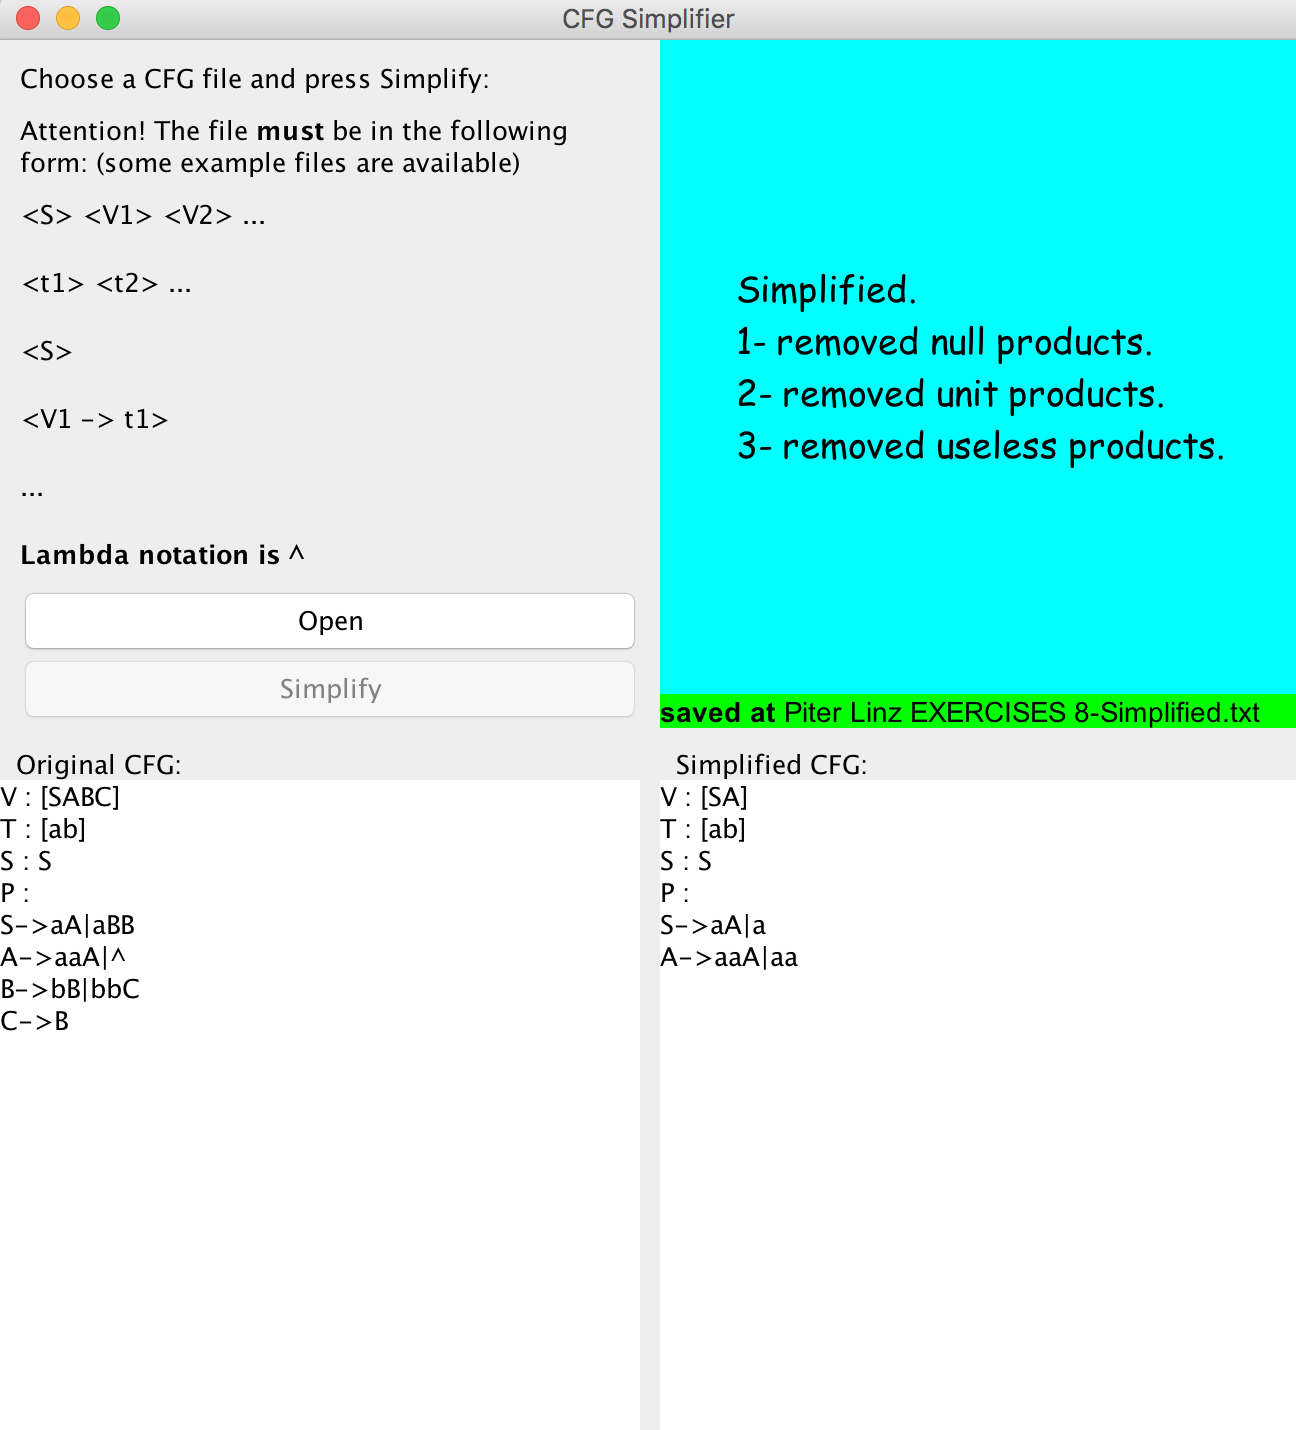 CFG Simplifier
Choose a CFG file and press Simplify:
Attention! The file must be in the following
form: (some example files are available)
<S> <V1> <V2> ...
<t1> <t2> ...
<S>
<V1 -> t1>
...
Lambda notation is ^
Open
Simplify
Simplified.
1- removed null products.
2- removed unit products.
3- removed useless products.
saved at Piter Linz EXERCISES 8-Simplified.txt
Original CFG:
V : [SABC]
T : [ab]
S : S
P :
S->aA|aBB
A->aaA|^
B->bB|bbC
C->B
Simplified CFG:
V : [SA]
T : [ab]
S : S
P :
S->aA|a
A->aaA|aa